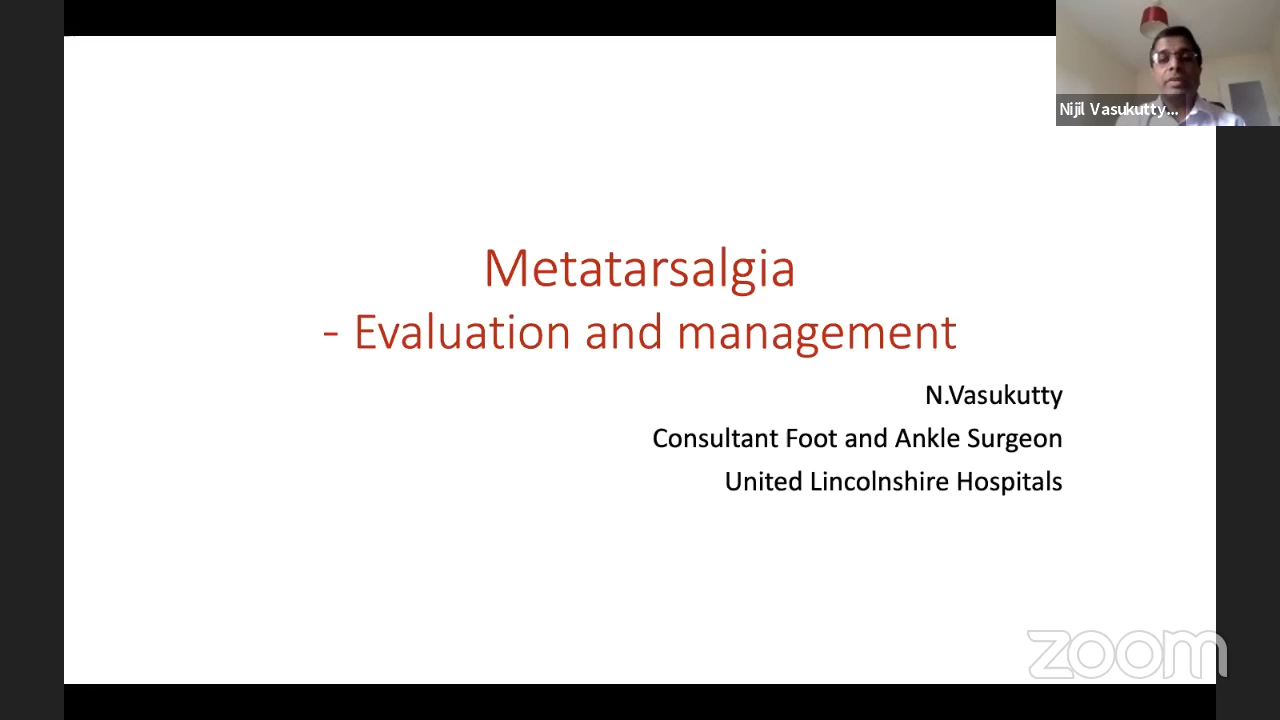 Nijil Vasukutty...
Metatarsalgia
- Evaluation and management
N.Vasukutty
Consultant Foot and Ankle Surgeon
United Lincolnshire Hospitals
zoom